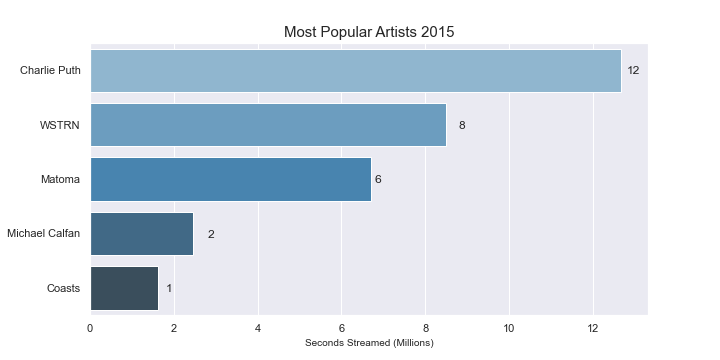 Most Popular Artists 2015
Charlie Puth 12
WSTRN 8
Matoma 6
Michael Calfan 2
Coasts 1
0 2 4 6 8 10 12
Seconds Streamed (Millions)